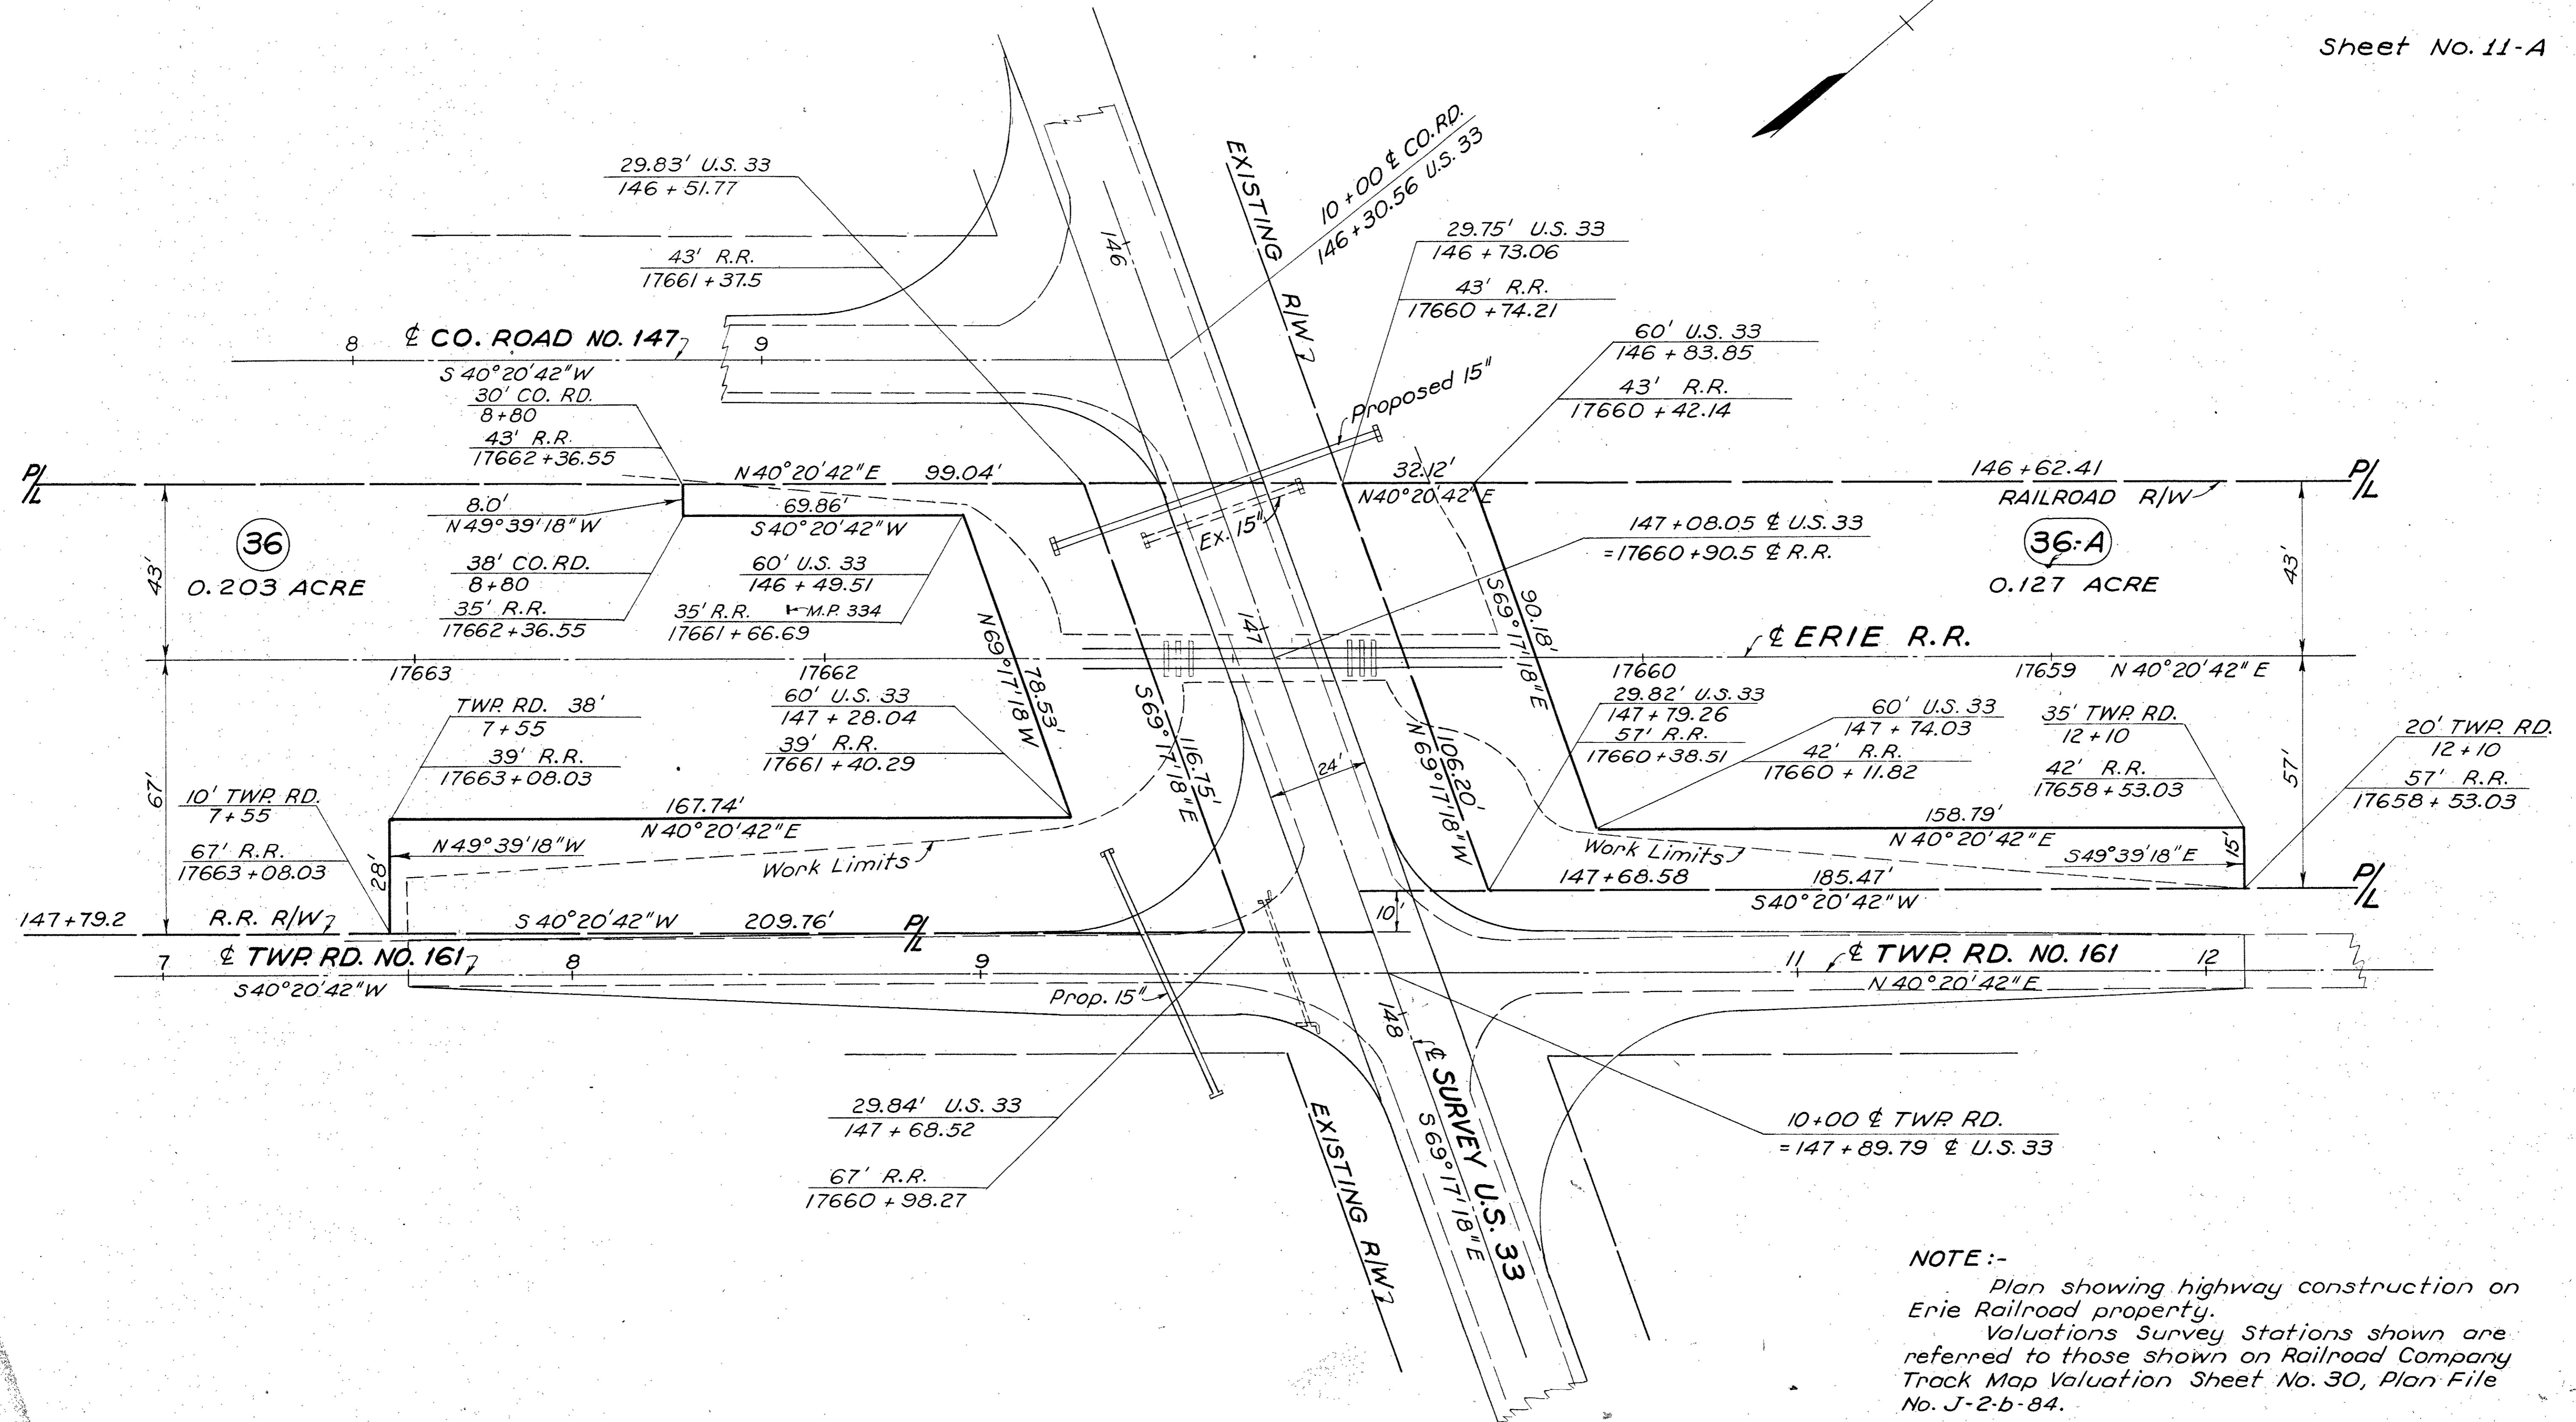 Sheet No. 11-A
29.83' U.S. 33
146 + 51.77
43' R.R.
17661 + 37.5
10+00 ℄ CO.RD.
146+30.56 U.S. 33
EXISTING R/W
146
29.75' U.S. 33
146 + 73.06
43' R.R.
17660 + 74.21
60' U.S. 33
146 + 83.85
43' R.R.
17660 + 42.14
8
℄ CO. ROAD NO. 147
9
S 40°20'42"W
30' CO. RD.
8+80
43' R.R.
17662+36.55
Proposed 15"
P/L
N 40°20'42"E 99.04'
32.12'
N40°20'42"E
146+62.41
RAILROAD R/W
P/L
8.0'
N49°39'18"W
69.86'
S40°20'42"W
Ex. 15"
147+08.05 ℄ U.S. 33
=17660+90.5 ℄ R.R.
36
0.203 ACRE
43'
38' CO. RD.
8+80
35' R.R.
17662+36.55
60' U.S. 33
146 + 49.51
35' R.R. M.P. 334
17661 + 66.69
36-A
0.127 ACRE
43'
N69°17'18"W
78.53'
147
S69°17'18"E
90.18'
℄ ERIE R.R.
17663
17662
17660
17659
N 40°20'42"E
TWP. RD. 38'
7+55
39' R.R.
17663+08.03
60' U.S. 33
147 + 28.04
39' R.R.
17661 + 40.29
S69°17'18"E
116.75'
24'
106.20'
N69°17'18"W
29.82' U.S. 33
147+79.26
57' R.R.
17660+38.51
60' U.S. 33
147 + 74.03
42' R.R.
17660 + 11.82
35' TWP. RD.
12+10
42' R.R.
17658+53.03
20' TWP. RD.
12+10
57' R.R.
17658 + 53.03
57'
67'
10' TWP. RD.
7+55
67' R.R.
17663+08.03
167.74'
N 40°20'42"E
N49°39'18"W
28'
Work Limits
158.79'
N 40°20'42"E
Work Limits
S49°39'18"E
15'
147+68.58
185.47'
S40°20'42"W
P/L
147+79.2
R.R. R/W
S 40°20'42"W
209.76'
P/L
10'
7
℄ TWP. RD. NO. 161
8
9
11
℄ TWP. RD. NO. 161
12
S40°20'42"W
N 40°20'42"E
Prop. 15"
148
℄ SURVEY U.S. 33
S69°17'18"E
29.84' U.S. 33
147 + 68.52
67' R.R.
17660 + 98.27
EXISTING R/W
10+00 ℄ TWP. RD.
=147+89.79 ℄ U.S. 33
NOTE:-
Plan showing highway construction on
Erie Railroad property.
Valuations Survey Stations shown are
referred to those shown on Railroad Company
Track Map Valuation Sheet No. 30, Plan File
No. J-2-b-84.